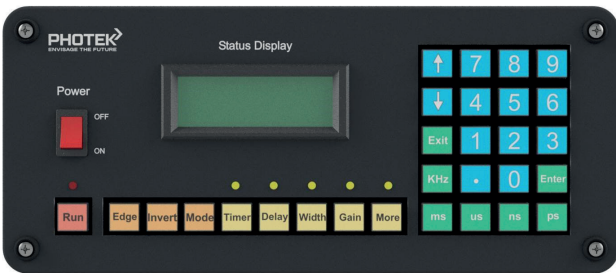 PHOTEK
ENVISAGE THE FUTURE
Status Display
Power
OFF
ON
Run
Edge Invert Mode Timer Delay Width Gain More
↑ 7 8 9
↓ 4 5 6
Exit 1 2 3
KHz . 0 Enter
ms us ns ps